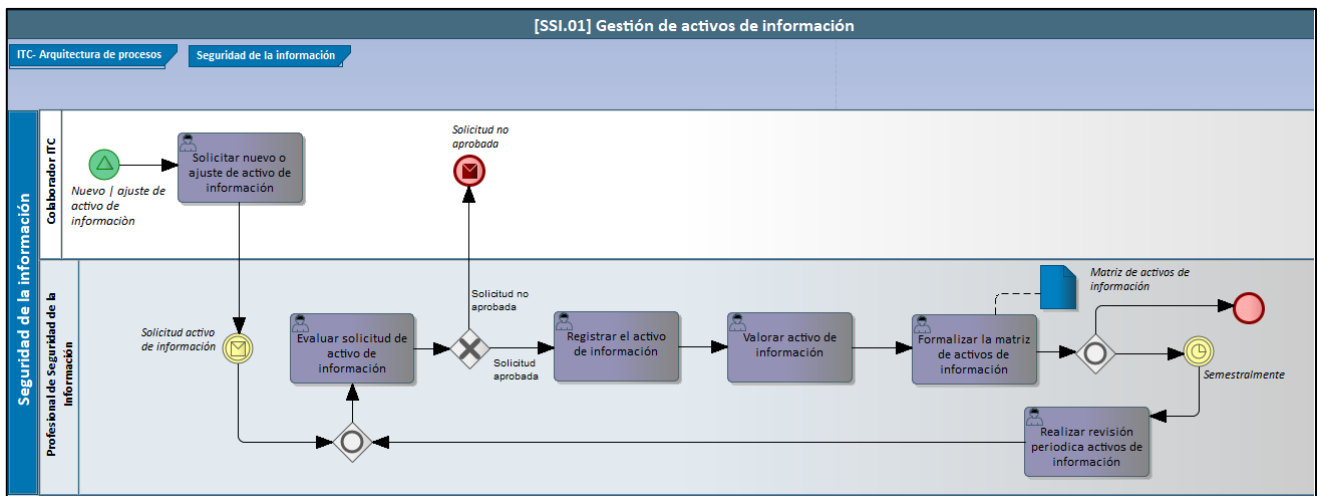 [SSI.01] Gestión de activos de información
ITC- Arquitectura de procesos
Seguridad de la información
Seguridad de la información
Colaborador ITC
Nuevo | ajuste de
activo de
informaciòn
Solicitar nuevo o
ajuste de activo de
información
Solicitud no
aprobada
Profesional de Seguridad de la
Información
Solicitud activo
de información
Evaluar solicitud de
activo de
información
Solicitud no
aprobada
Solicitud
aprobada
Registrar el activo
de información
Valorar activo de
información
Formalizar la matriz
de activos de
información
Matriz de activos de
información
Semestralmente
Realizar revisión
periodica activos de
información